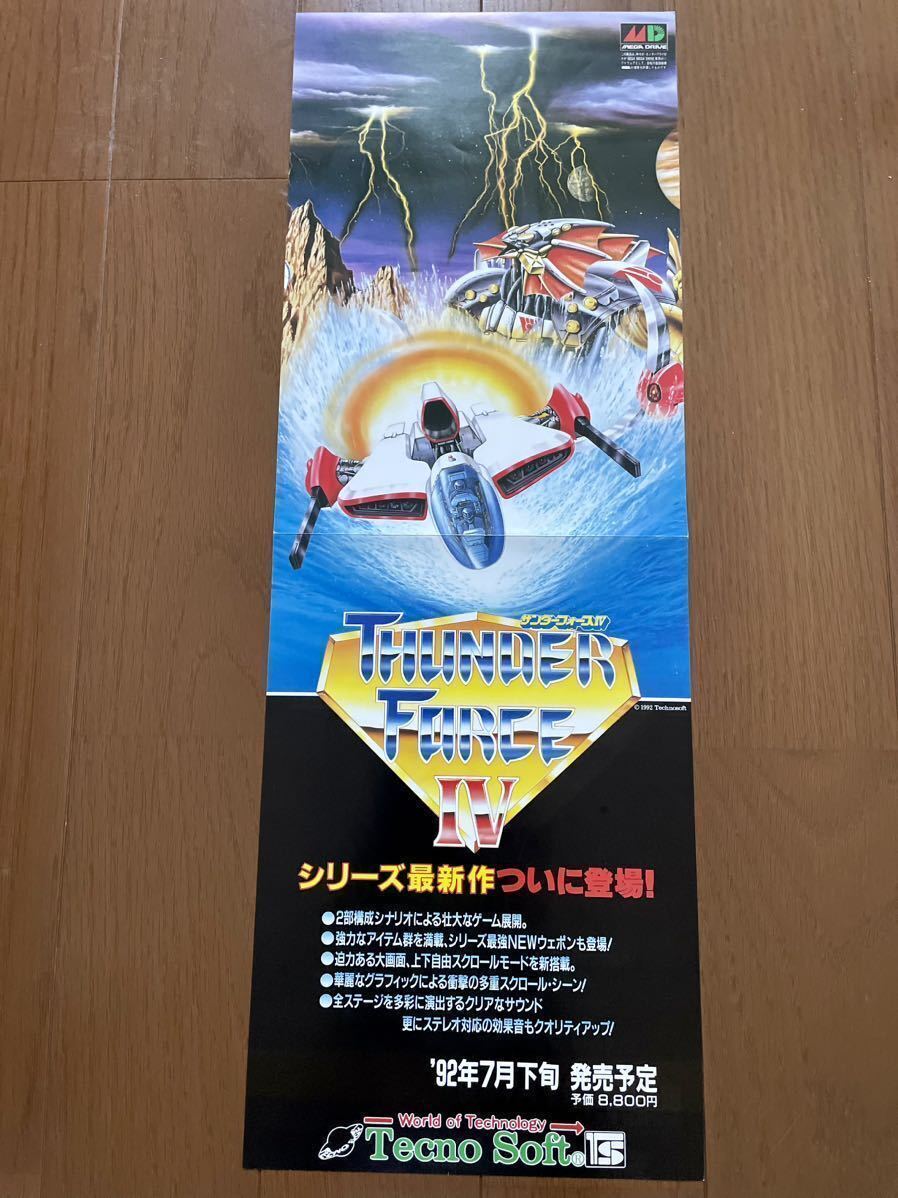 MD
MEGA DRIVE
サンダーフォースIV
THUNDER
FORCE
IV
© 1992 Technosoft
シリーズ最新作ついに登場!
●2部構成シナリオによる壮大なゲーム展開。
●強力なアイテム群を満載、シリーズ最強NEWウェポンも登場!
●迫力ある大画面、上下自由スクロールモードを新搭載。
●華麗なグラフィックによる衝撃の多重スクロール・シーン!
●全ステージを多彩に演出するクリアなサウンド
更にステレオ対応の効果音もクオリティアップ!
'92年7月下旬 発売予定
予価 8,800円
World of Technology
Tecno Soft® TS